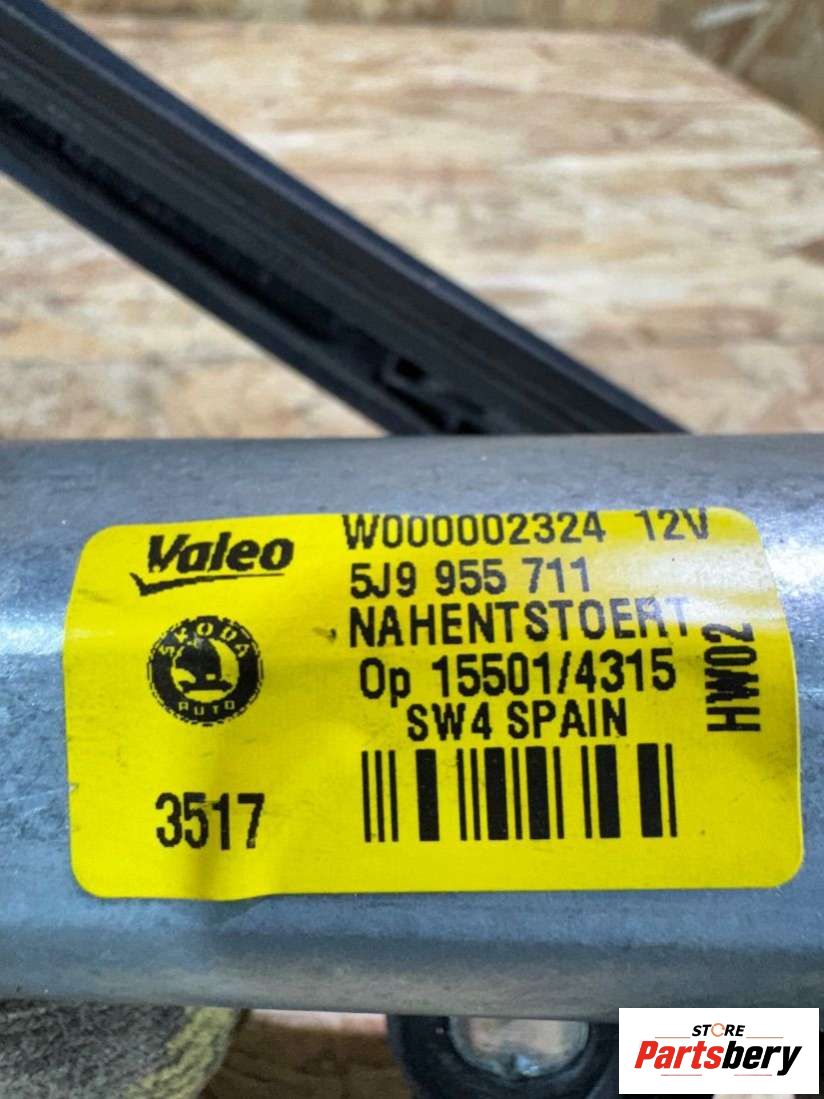 Valeo
W000002324 12V
5J9 955 711
NAHENTSTOERT
Op 15501/4315
SW4 SPAIN
HW02
ŠKODA
AUTO
3517
STORE
Partsbery